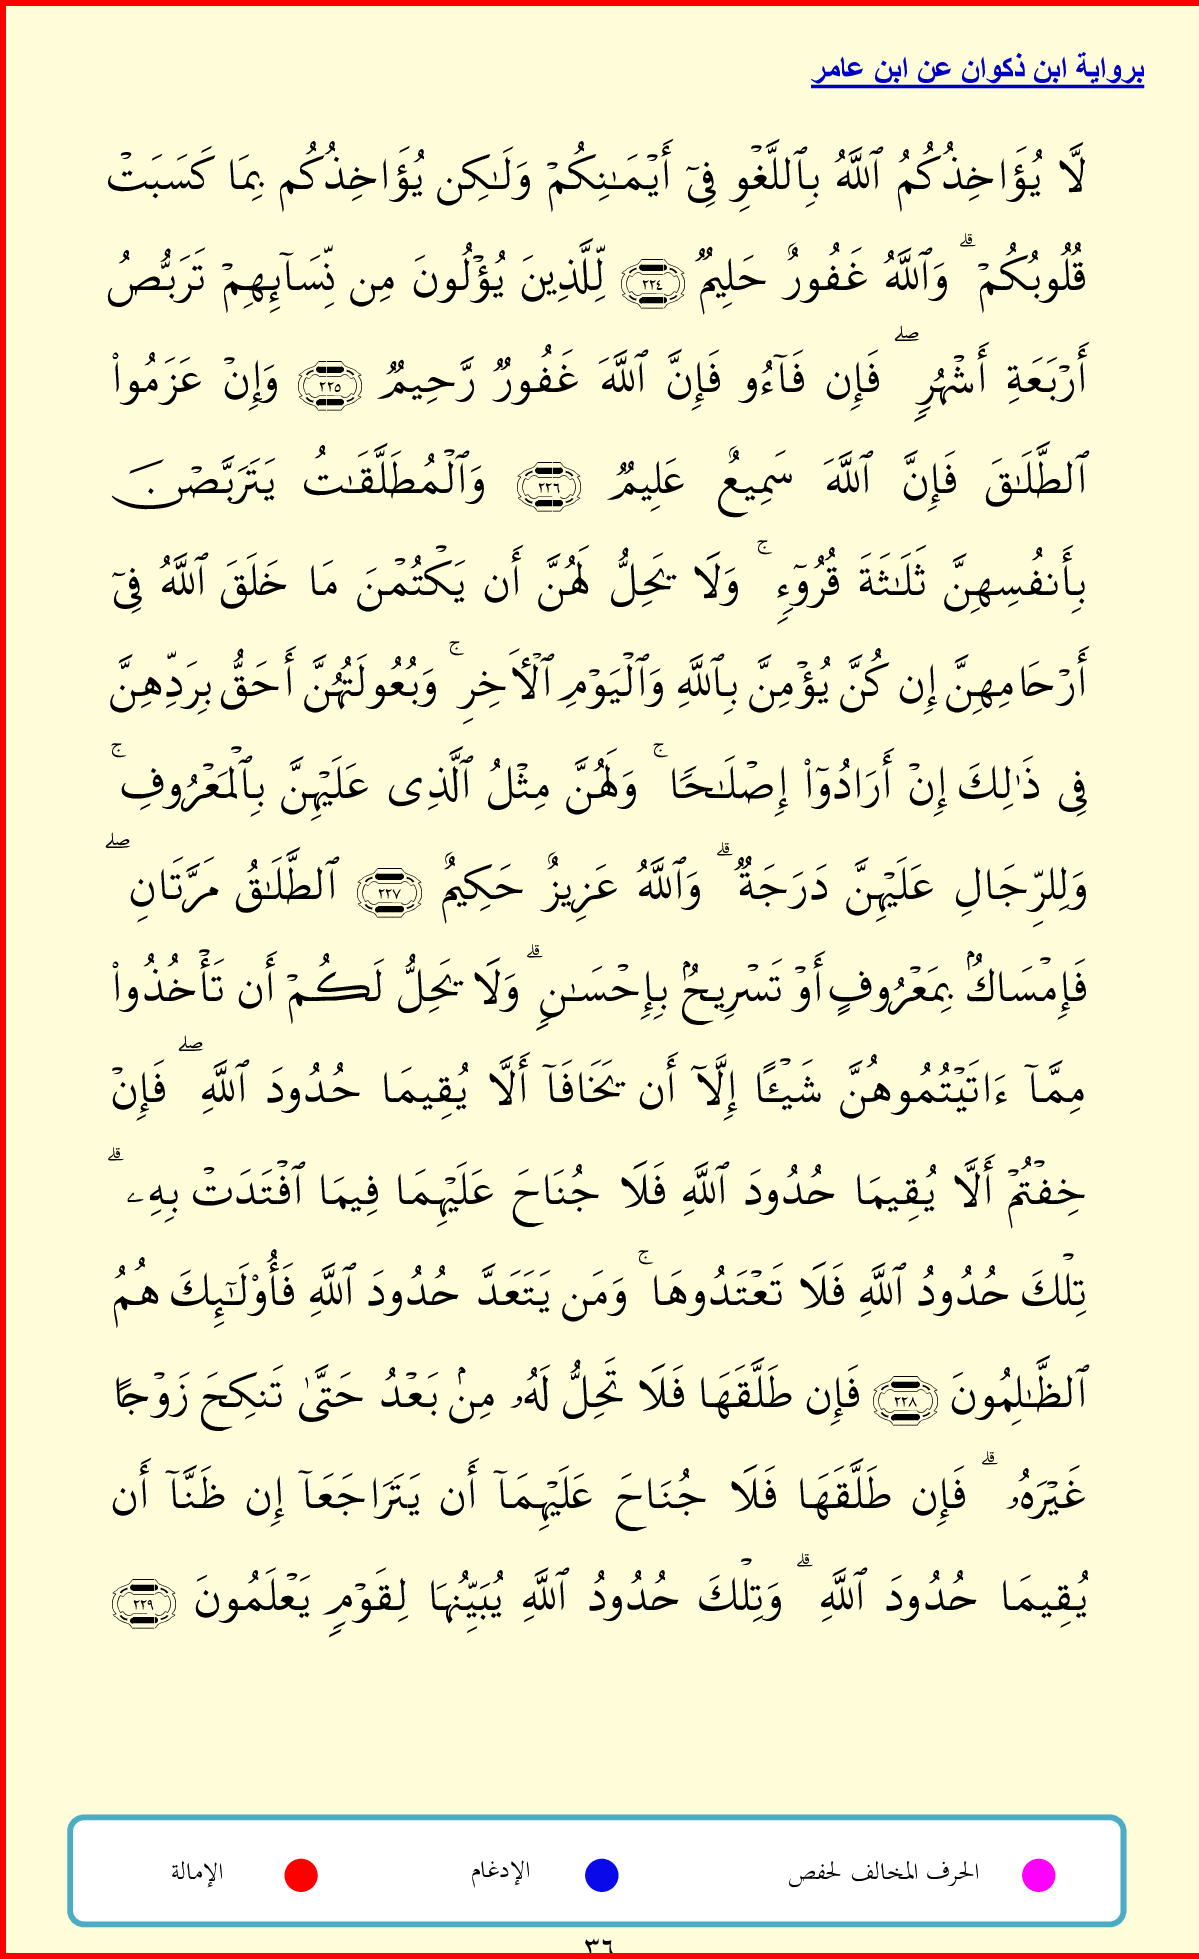 برواية ابن ذكوان عن ابن عامر
لَّا يُؤَاخِذُكُمُ ٱللَّهُ بِٱللَّغْوِ فِىٓ أَيْمَـٰنِكُمْ وَلَـٰكِن يُؤَاخِذُكُم بِمَا كَسَبَتْ
قُلُوبُكُمْ ۗ وَٱللَّهُ غَفُورٌ حَلِيمٌ ٢٢٤ لِّلَّذِينَ يُؤْلُونَ مِن نِّسَآئِهِمْ تَرَبُّصُ
أَرْبَعَةِ أَشْهُرٍ ۖ فَإِن فَآءُو فَإِنَّ ٱللَّهَ غَفُورٌ رَّحِيمٌ ٢٢٥ وَإِنْ عَزَمُوا۟
ٱلطَّلَـٰقَ فَإِنَّ ٱللَّهَ سَمِيعٌ عَلِيمٌ ٢٢٦ وَٱلْمُطَلَّقَـٰتُ يَتَرَبَّصْنَ
بِأَنفُسِهِنَّ ثَلَـٰثَةَ قُرُوٓءٍ ۚ وَلَا يَحِلُّ لَهُنَّ أَن يَكْتُمْنَ مَا خَلَقَ ٱللَّهُ فِىٓ
أَرْحَامِهِنَّ إِن كُنَّ يُؤْمِنَّ بِٱللَّهِ وَٱلْيَوْمِ ٱلْـَٔاخِرِ ۚ وَبُعُولَتُهُنَّ أَحَقُّ بِرَدِّهِنَّ
فِى ذَٰلِكَ إِنْ أَرَادُوٓا۟ إِصْلَـٰحًا ۚ وَلَهُنَّ مِثْلُ ٱلَّذِى عَلَيْهِنَّ بِٱلْمَعْرُوفِ ۚ
وَلِلرِّجَالِ عَلَيْهِنَّ دَرَجَةٌ ۗ وَٱللَّهُ عَزِيزٌ حَكِيمٌ ٢٢٧ ٱلطَّلَـٰقُ مَرَّتَانِ ۖ
فَإِمْسَاكٌۢ بِمَعْرُوفٍ أَوْ تَسْرِيحٌۢ بِإِحْسَـٰنٍ ۗ وَلَا يَحِلُّ لَكُمْ أَن تَأْخُذُوا۟
مِمَّآ ءَاتَيْتُمُوهُنَّ شَيْـًٔا إِلَّآ أَن يَخَافَآ أَلَّا يُقِيمَا حُدُودَ ٱللَّهِ ۖ فَإِنْ
خِفْتُمْ أَلَّا يُقِيمَا حُدُودَ ٱللَّهِ فَلَا جُنَاحَ عَلَيْهِمَا فِيمَا ٱفْتَدَتْ بِهِۦ ۗ
تِلْكَ حُدُودُ ٱللَّهِ فَلَا تَعْتَدُوهَا ۚ وَمَن يَتَعَدَّ حُدُودَ ٱللَّهِ فَأُو۟لَـٰٓئِكَ هُمُ
ٱلظَّـٰلِمُونَ ٢٢٨ فَإِن طَلَّقَهَا فَلَا تَحِلُّ لَهُۥ مِنۢ بَعْدُ حَتَّىٰ تَنكِحَ زَوْجًا
غَيْرَهُۥ ۗ فَإِن طَلَّقَهَا فَلَا جُنَاحَ عَلَيْهِمَآ أَن يَتَرَاجَعَآ إِن ظَنَّآ أَن
يُقِيمَا حُدُودَ ٱللَّهِ ۗ وَتِلْكَ حُدُودُ ٱللَّهِ يُبَيِّنُهَا لِقَوْمٍ يَعْلَمُونَ ٢٢٩
الحرف المخالف لحفص الإدغام الإمالة
٣٦